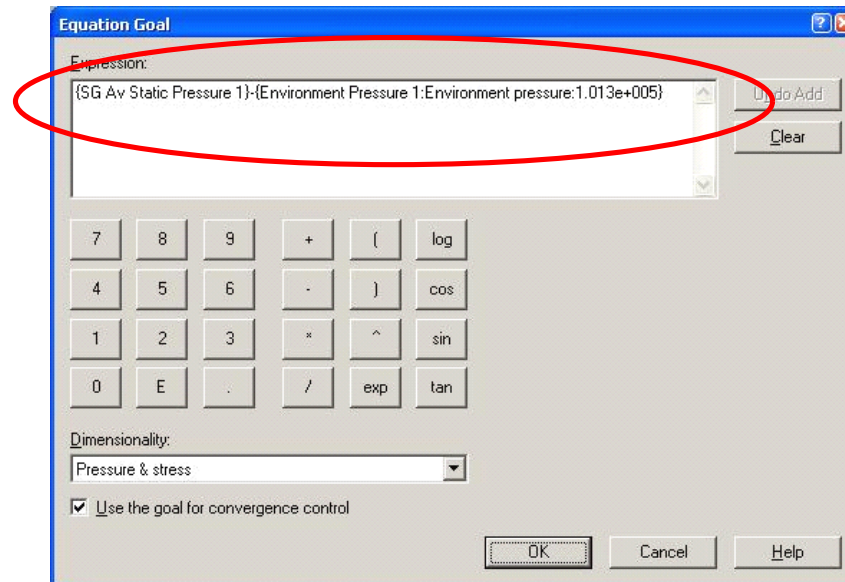 Equation Goal
Expression:
{SG Av Static Pressure 1}-{Environment Pressure 1:Environment pressure:1.013e+005}
Undo Add
Clear
7 8 9 + ( log
4 5 6 - ) cos
1 2 3 * ^ sin
0 E . / exp tan
Dimensionality:
Pressure & stress
Use the goal for convergence control
OK Cancel Help